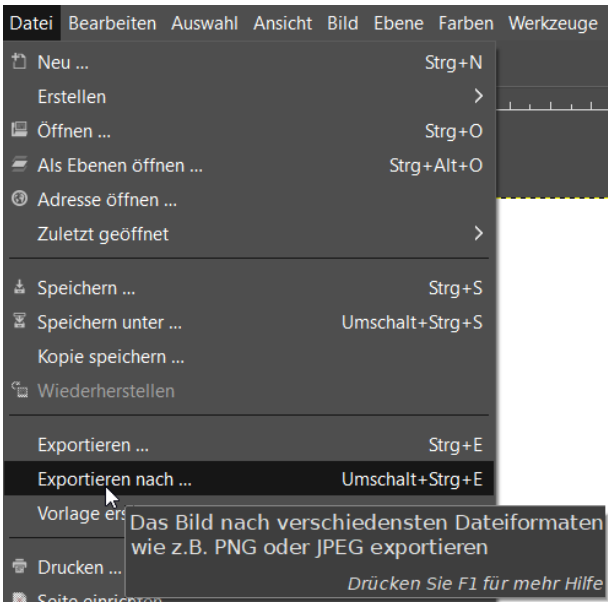 Datei Bearbeiten Auswahl Ansicht Bild Ebene Farben Werkzeuge
Neu ... Strg+N
Erstellen
Öffnen ... Strg+O
Als Ebenen öffnen ... Strg+Alt+O
Adresse öffnen ...
Zuletzt geöffnet
Speichern ... Strg+S
Speichern unter ... Umschalt+Strg+S
Kopie speichern ...
Wiederherstellen
Exportieren ... Strg+E
Exportieren nach ... Umschalt+Strg+E
Vorlage
Das Bild nach verschiedensten Dateiformaten
wie z.B. PNG oder JPEG exportieren
Drücken Sie F1 für mehr Hilfe
Drucken ...
Seite einrichten